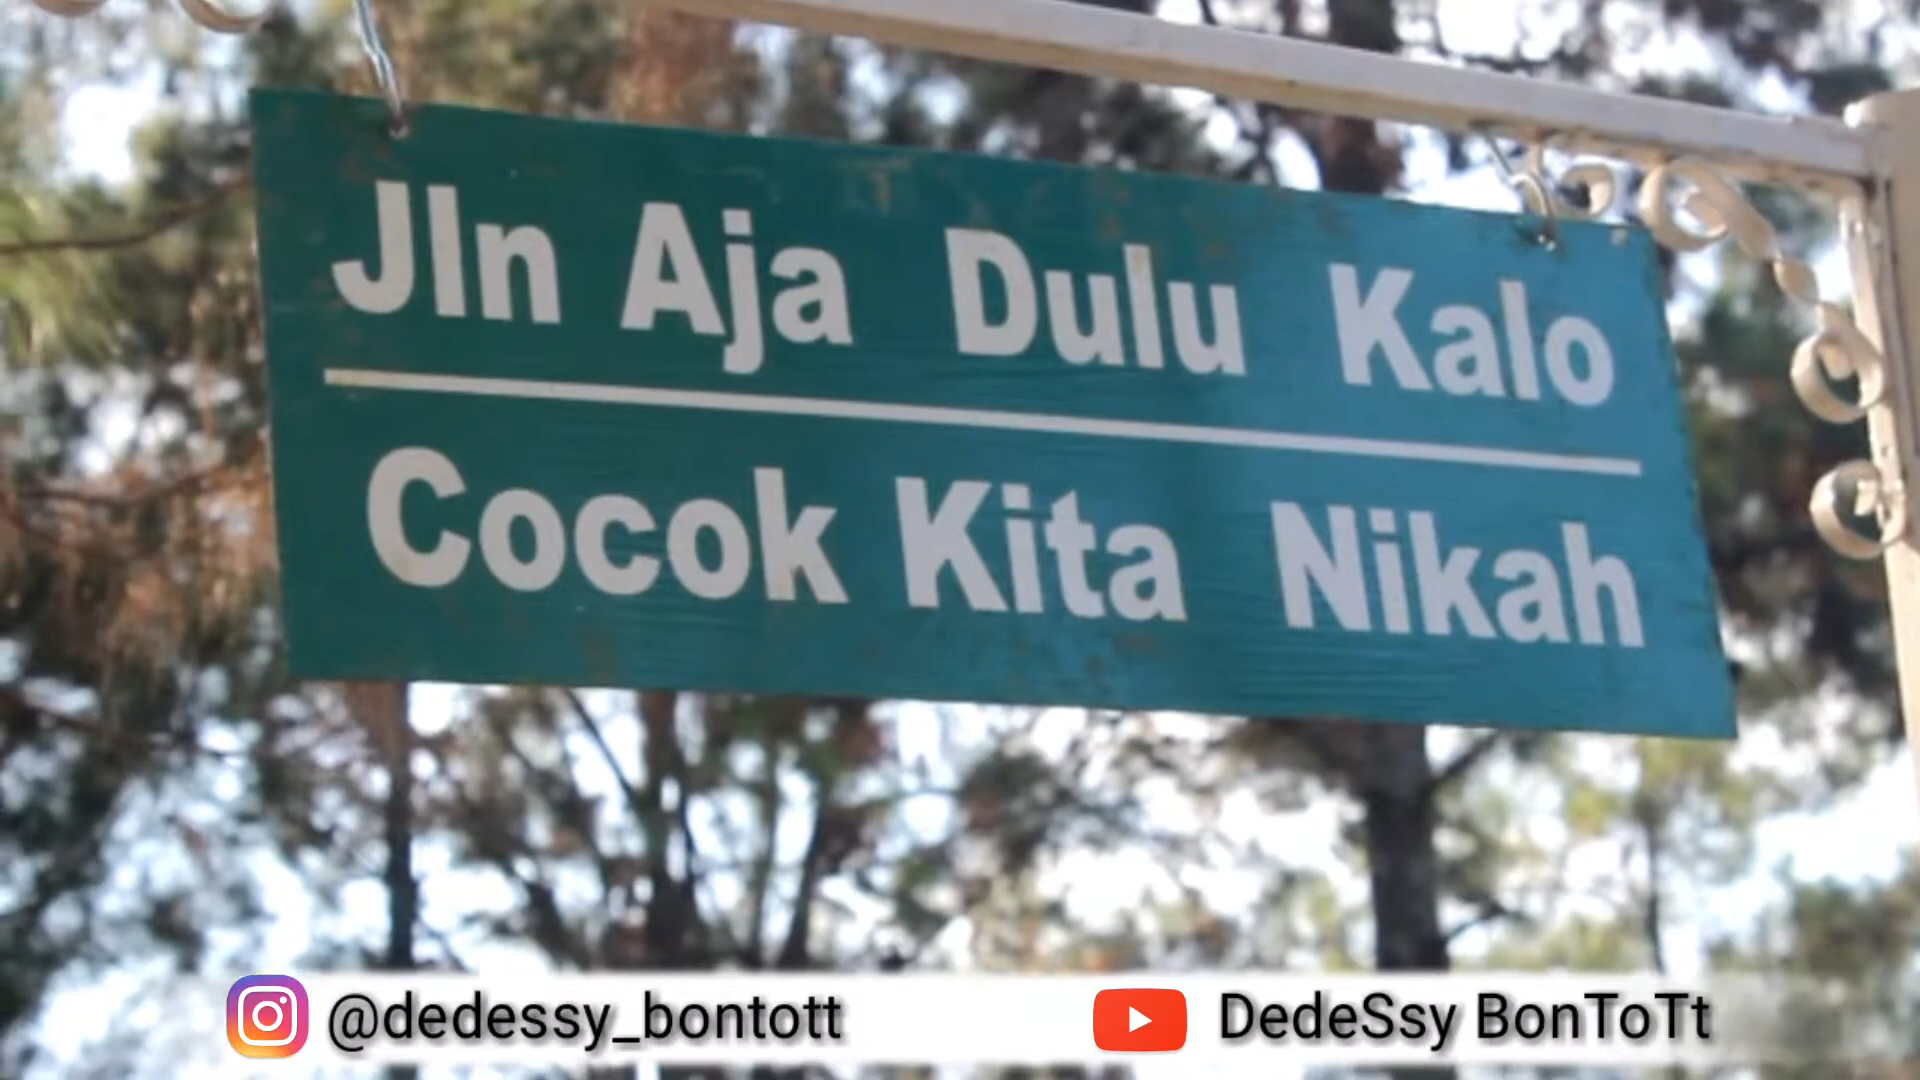 Jln Aja Dulu Kalo
Cocok Kita Nikah
@dedessy_bontott
DedeSsy BonToTt